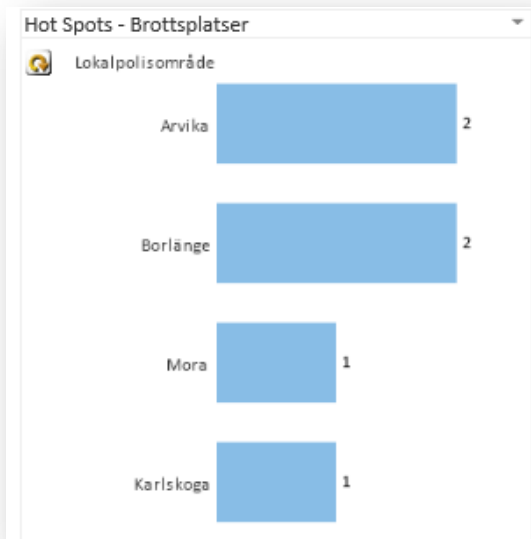 Hot Spots - Brottsplatser
Lokalpolisområde
Arvika 2
Borlänge 2
Mora 1
Karlskoga 1